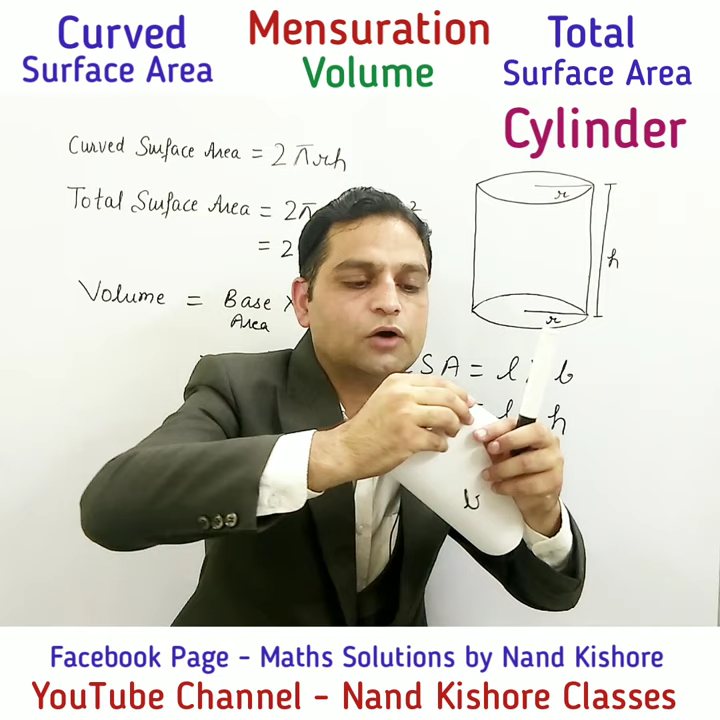 Curved Mensuration Total
Surface Area Volume Surface Area
Cylinder
Curved Surface Area = 2πrh
Total Surface Area = 2π 2
= 2
Volume = Base ×
Area
r
h
r
SA = l × b
h
b
Facebook Page - Maths Solutions by Nand Kishore
YouTube Channel - Nand Kishore Classes